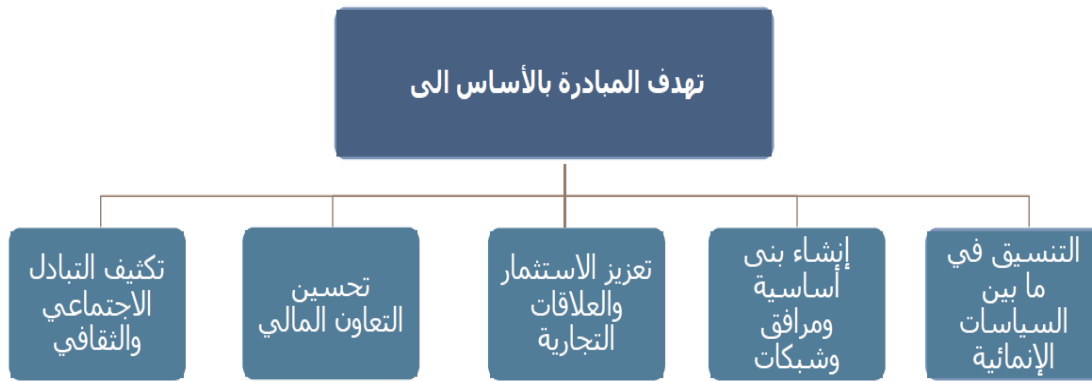 تهدف المبادرة بالأساس الى
التنسيق في
ما بين
السياسات
الإنمائية
إنشاء بنى
أساسية
ومرافق
وشبكات
تعزيز الاستثمار
والعلاقات
التجارية
تحسين
التعاون المالي
تكثيف التبادل
الاجتماعي
والثقافي